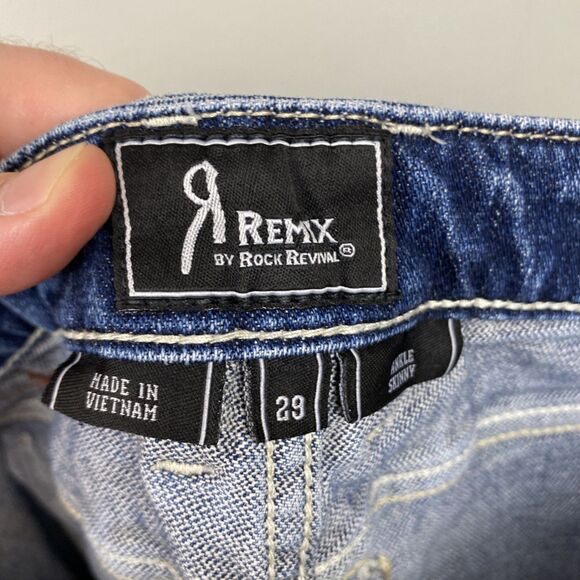 REMX
BY ROCK REVIVAL®
MADE IN
VIETNAM
29
ANKLE
SKINNY